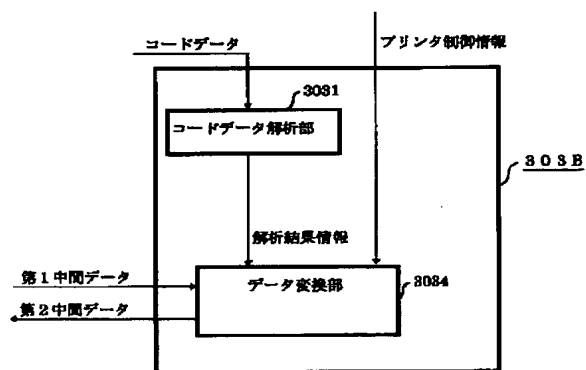 コードデータ
プリンタ制御情報
3031
コードデータ解析部
303B
解析結果情報
第1中間データ
データ変換部
3034
第2中間データ